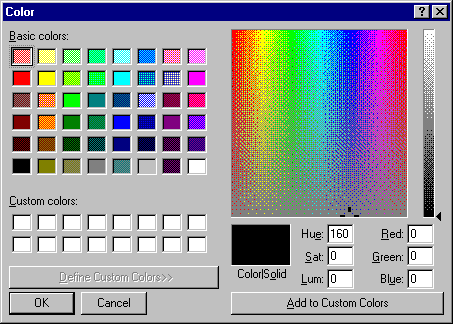 Color
Basic colors:
Custom colors:
Define Custom Colors>>
OK
Cancel
Color|Solid
Hue: 160
Sat: 0
Lum: 0
Red: 0
Green: 0
Blue: 0
Add to Custom Colors